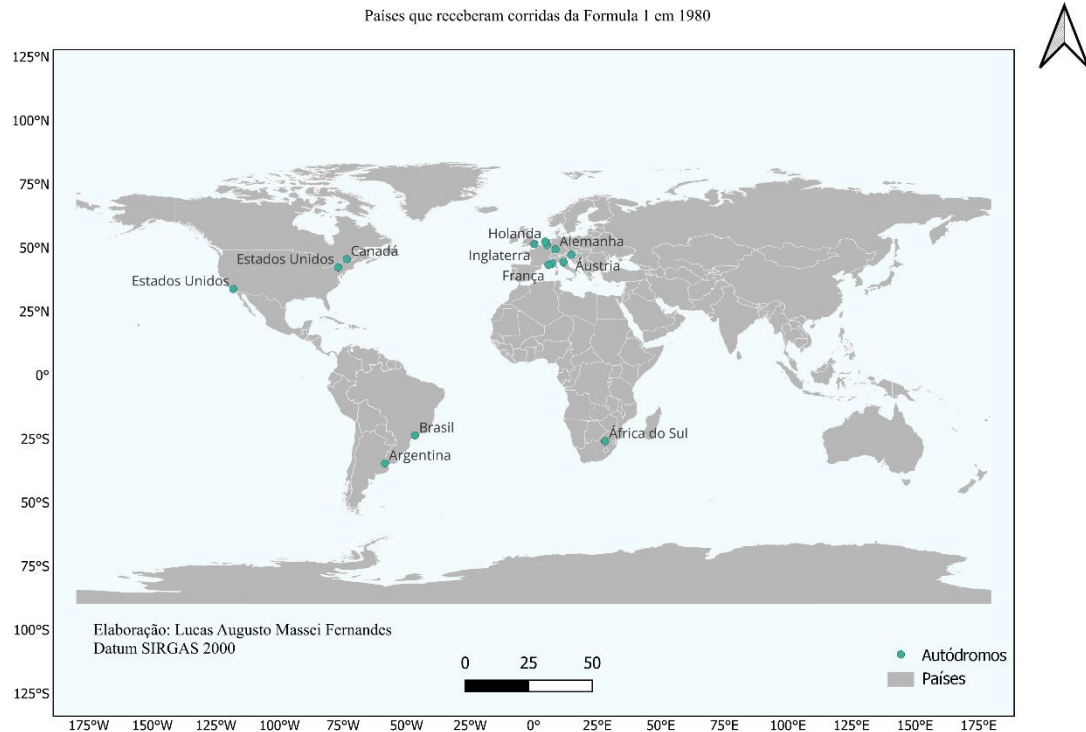 Países que receberam corridas da Formula 1 em 1980
125°N
100°N
75°N
50°N
25°N
0°
25°S
50°S
75°S
100°S
125°S
Holanda
Alemanha
Canadá
Estados Unidos
Inglaterra
Áustria
França
Estados Unidos
Brasil
África do Sul
Argentina
Elaboração: Lucas Augusto Massei Fernandes
Datum SIRGAS 2000
0 25 50
Autódromos
Países
175°W 150°W 125°W 100°W 75°W 50°W 25°W 0° 25°E 50°E 75°E 100°E 125°E 150°E 175°E